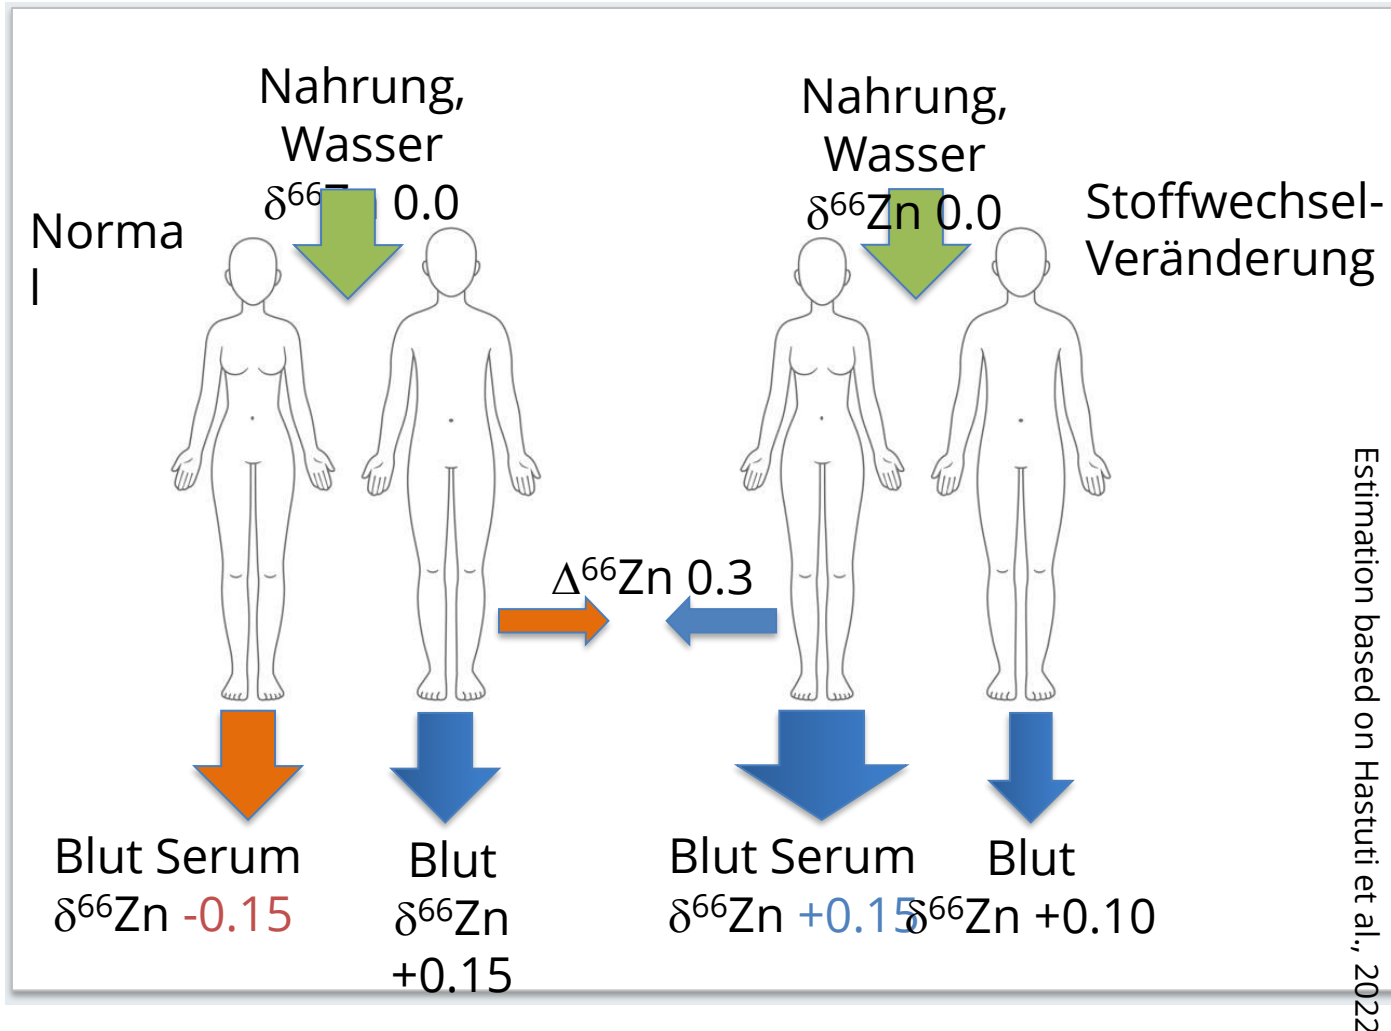 Nahrung,
Wasser
δ⁶⁶Zn 0.0
Norma
l
Nahrung,
Wasser
δ⁶⁶Zn 0.0
Stoffwechsel-
Veränderung
Δ⁶⁶Zn 0.3
Blut Serum
δ⁶⁶Zn -0.15
Blut
δ⁶⁶Zn
+0.15
Blut Serum
δ⁶⁶Zn +0.15
Blut
δ⁶⁶Zn +0.10
Estimation based on Hastuti et al., 2022